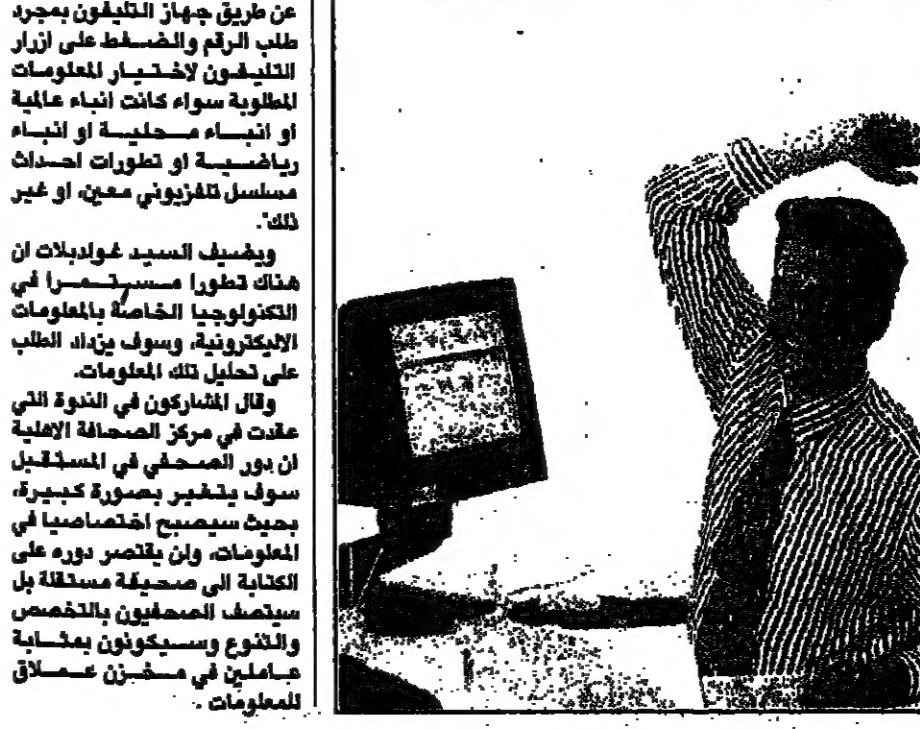 عن طريق جهاز التليفون بمجرد
طلب الرقم والضغط على ازرار
التليفون لاختيار المعلومات
المطلوبة سواء كانت انباء عالمية
او انباء محلية او انباء
رياضية او تطورات احداث
مسلسل تلفزيوني معين، او غير
ذلك".
ويضيف السيد غولدبلات ان
هناك تطورا مستمرا في
التكنولوجيا الخاصة بالمعلومات
الاليكترونية، وسوف يزداد الطلب
على تحليل تلك المعلومات.
وقال المشاركون في الندوة التي
عقدت في مركز الصحافة الاهلية
ان دور الصحفي في المستقبل
سوف يتغير بصورة كبيرة،
بحيث سيصبح اختصاصيا في
المعلومات، ولن يقتصر دوره على
الكتابة الى صحيفة مستقلة بل
سيتصف الصحفيون بالتخصص
والتنوع وسيكونون بمثابة
عاملين في مخزن عملاق
للمعلومات .